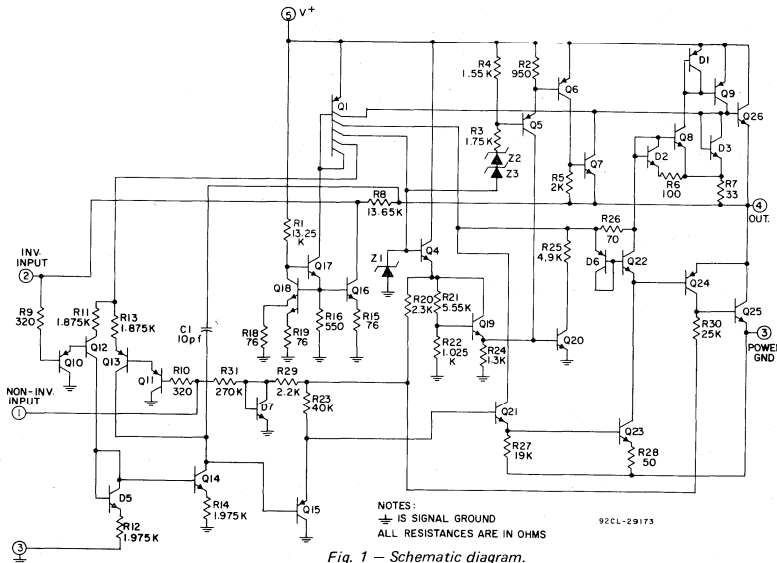 5 V+
R4
1.55 K
R2
950
D1
Q1
Q6
Q9
Q26
Q5
R3
1.75K
Q8
D3
Z2
Q7
D2
Z3
R8
13.65K
R5
2K
R6
100
R7
33
4
OUT.
R1
13.25
K
R26
70
INV.
INPUT
2
Z1
Q4
R25
4.9K
D6
Q22
Q17
Q24
Q18
Q16
R9
320
R11
1.875K
R13
1.875K
C1
10pf
R20
2.3K
R21
5.55K
Q19
Q25
R18
76
R19
76
R16
550
R15
76
R22
1.025
K
R24
1.3K
Q20
R30
25K
3
POWER
GND
Q12
Q13
Q10
Q11
R10
320
R31
270K
R29
2.2K
NON-INV.
INPUT
1
D7
R23
40K
Q21
Q23
R27
19K
R28
50
Q14
D5
R14
1.975K
Q15
R12
1.975K
3
NOTES:
IS SIGNAL GROUND
ALL RESISTANCES ARE IN OHMS
92CL-29173
Fig. 1 – Schematic diagram.